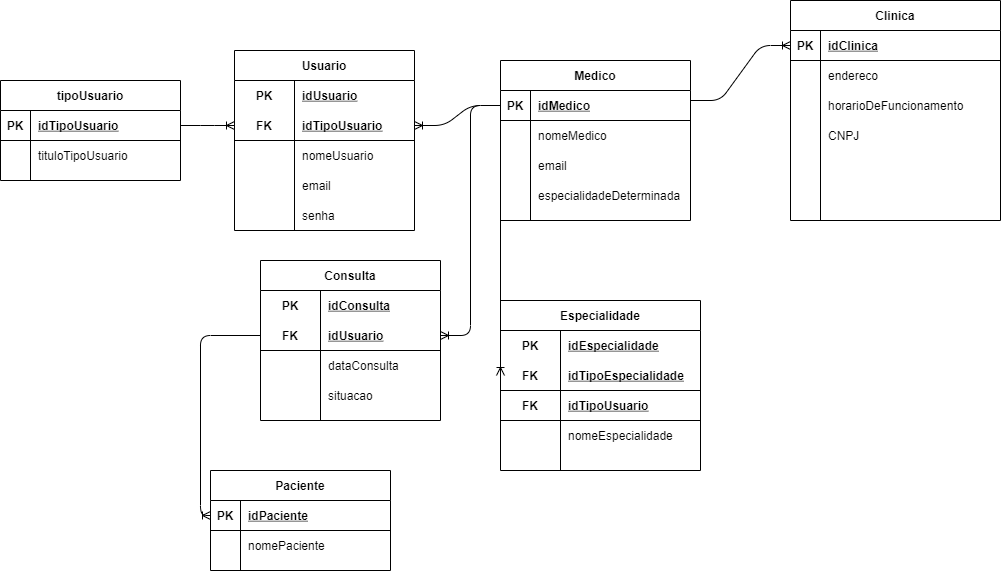 tipoUsuario
PK idTipoUsuario
tituloTipoUsuario
Usuario
PK idUsuario
FK idTipoUsuario
nomeUsuario
email
senha
Medico
PK idMedico
nomeMedico
email
especialidadeDeterminada
Clinica
PK idClinica
endereco
horarioDeFuncionamento
CNPJ
Consulta
PK idConsulta
FK idUsuario
dataConsulta
situacao
Especialidade
PK idEspecialidade
FK idTipoEspecialidade
FK idTipoUsuario
nomeEspecialidade
Paciente
PK idPaciente
nomePaciente